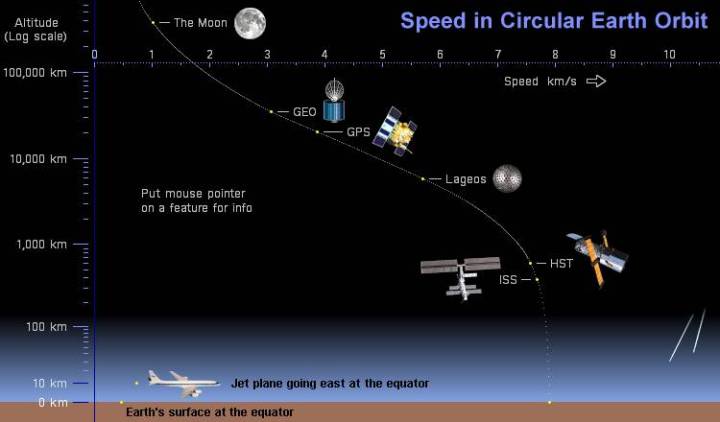 Altitude
(Log scale)
The Moon
Speed in Circular Earth Orbit
0 1 2 3 4 5 6 7 8 9 10
Speed km/s
100,000 km
GEO
GPS
10,000 km
Lageos
Put mouse pointer
on a feature for info
1,000 km
HST
ISS
100 km
10 km
Jet plane going east at the equator
0 km
Earth's surface at the equator